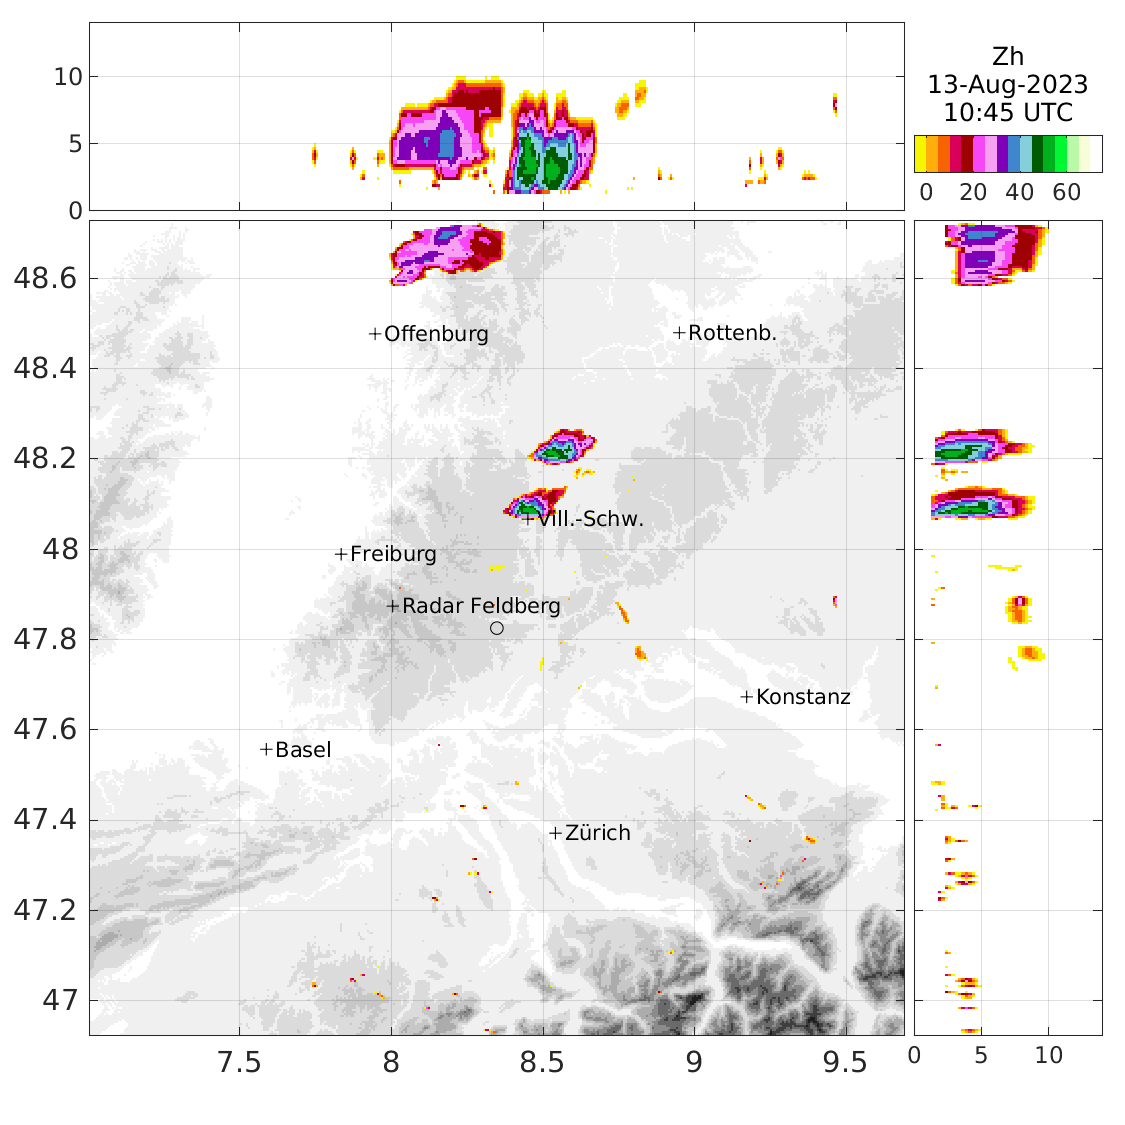 10
5
0
Zh
13-Aug-2023
10:45 UTC
0 20 40 60
48.6
48.4
48.2
48
47.8
47.6
47.4
47.2
47
Offenburg
Rottenb.
Vill.-Schw.
Freiburg
Radar Feldberg
Konstanz
Basel
Zürich
7.5 8 8.5 9 9.5
0 5 10